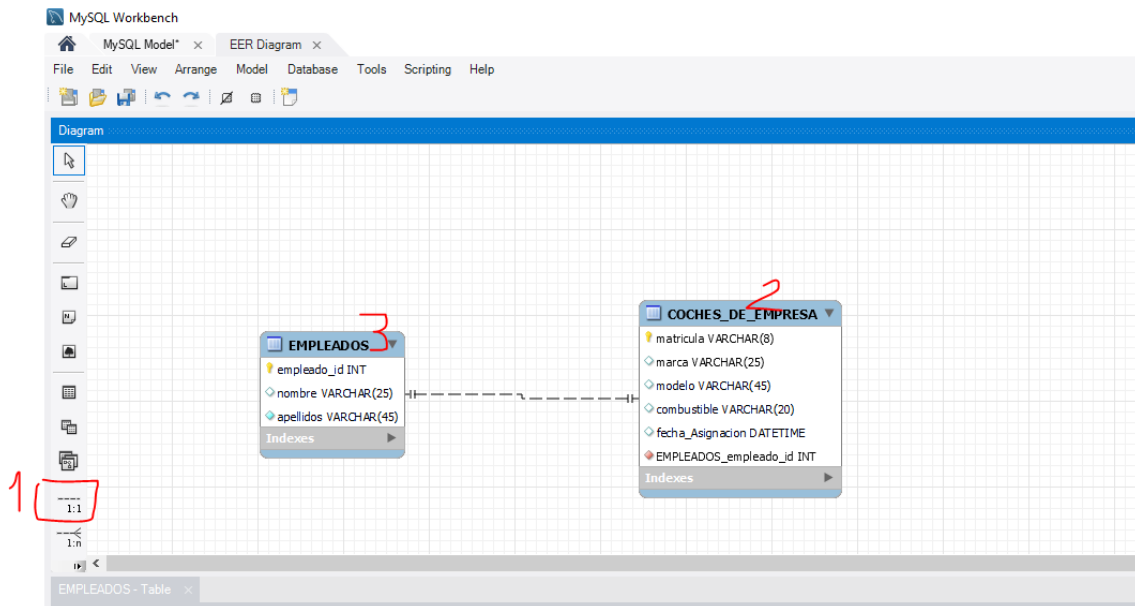 MySQL Workbench
MySQL Model* × EER Diagram ×
File Edit View Arrange Model Database Tools Scripting Help
Diagram
2
COCHES_DE_EMPRESA
matricula VARCHAR(8)
marca VARCHAR(25)
modelo VARCHAR(45)
combustible VARCHAR(20)
fecha_Asignacion DATETIME
EMPLEADOS_empleado_id INT
Indexes
3
EMPLEADOS
empleado_id INT
nombre VARCHAR(25)
apellidos VARCHAR(45)
Indexes
1
1:1
1:n
EMPLEADOS - Table ×